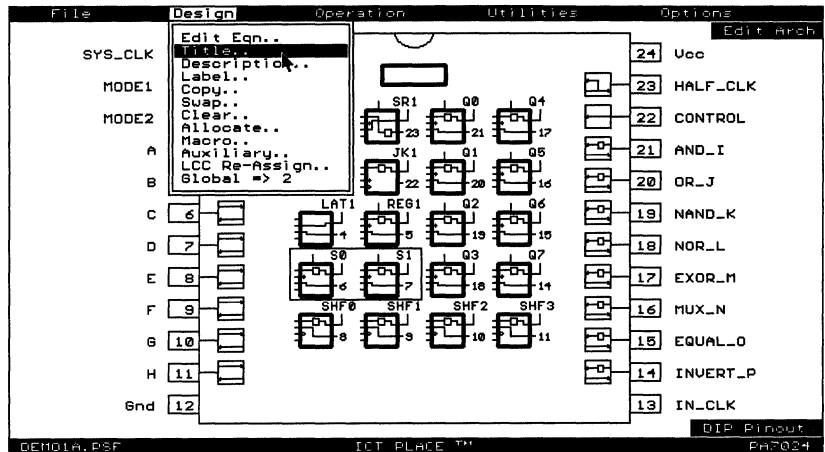 File Design Operation Utilities Options
Edit Arch
Edit Eqn..
Title..
Description..
Label..
Copy..
Swap..
Clear..
Allocate..
Macro..
Auxiliary..
LCC Re-Assign..
Global => 2
SYS_CLK
MODE1
MODE2
A
B
C 6
D 7
E 8
F 9
G 10
H 11
Gnd 12
SR1 Q0 Q4
23 21 17
JK1 Q1 Q5
22 20 16
LAT1 REG1 Q2 Q6
4 5 19 15
S0 S1 Q3 Q7
6 7 18 14
SHF0 SHF1 SHF2 SHF3
8 9 10 11
24 Vcc
23 HALF_CLK
22 CONTROL
21 AND_I
20 OR_J
19 NAND_K
18 NOR_L
17 EXOR_M
16 MUX_N
15 EQUAL_O
14 INVERT_P
13 IN_CLK
DIP Pinout
DEMO1A.PSF ICT PLACE TM PA7024